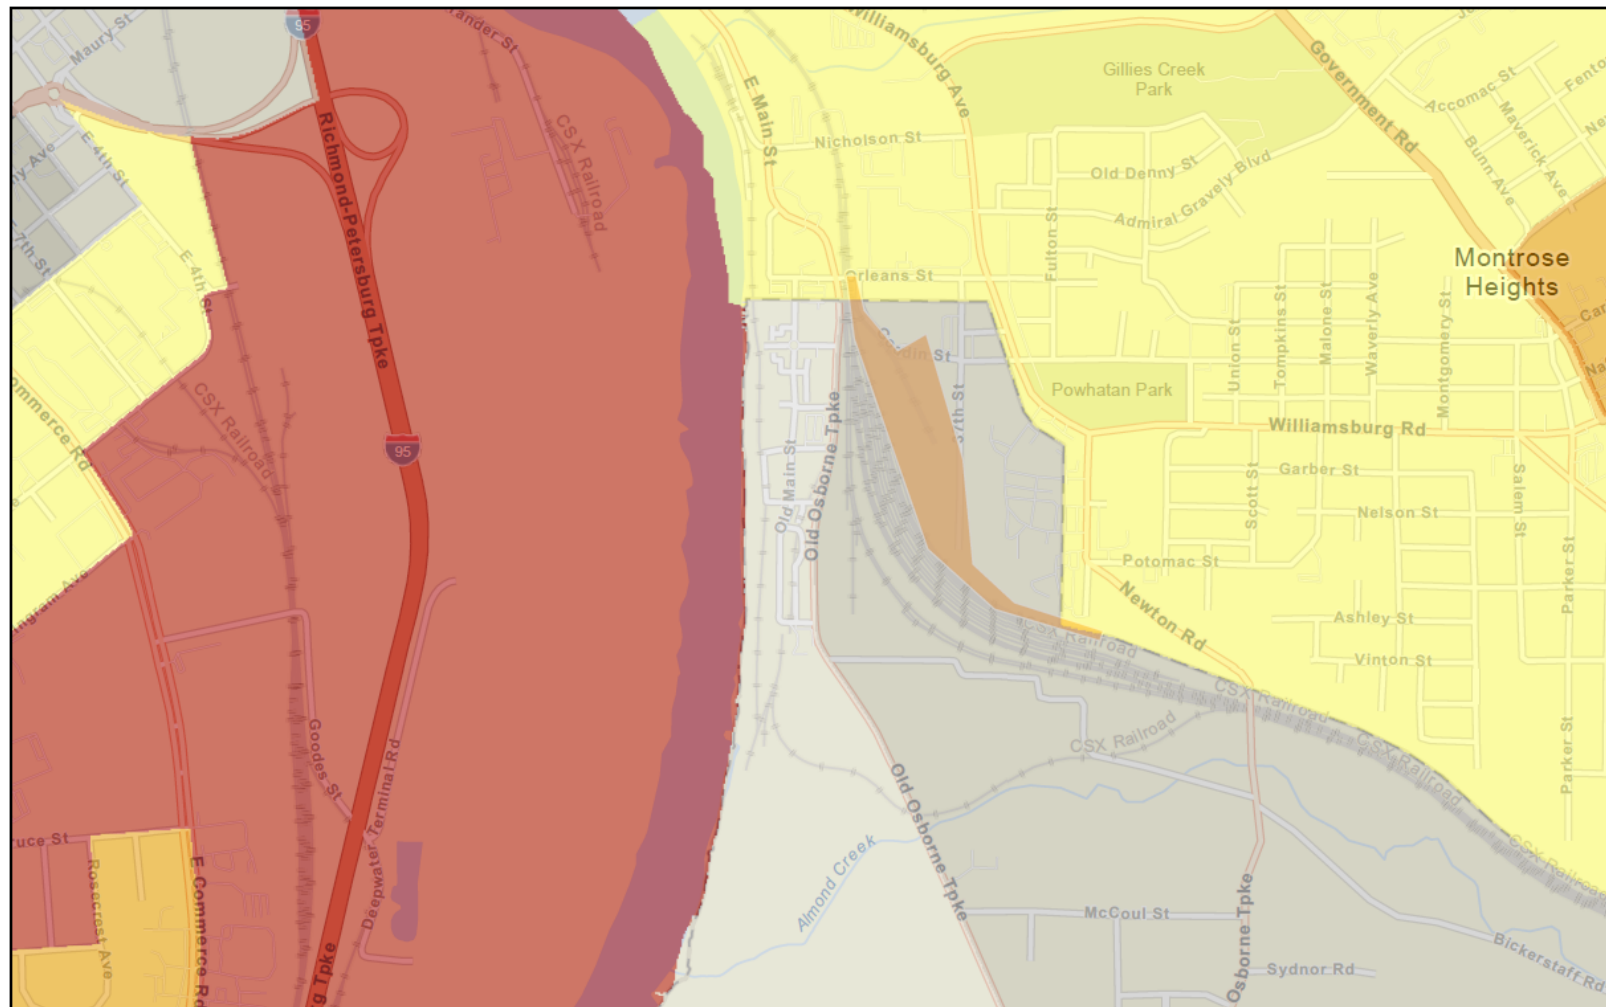 95
Maury St
E 4th St
7th St
E 4th St
Richmond-Petersburg Tpke
CSX Railroad
E Main St
Williamsburg Ave
Nicholson St
Gillies Creek
Park
Government Rd
Accomac St
Maverick Ave
Bunn Ave
Old Denny St
Admiral Gravely Blvd
Fulton St
Orleans St
Montrose
Heights
Union St
Tompkins St
Malone St
Waverly Ave
Montgomery St
Powhatan Park
Williamsburg Rd
CSX Railroad
95
Old Main St
Old Osborne Tpke
37th St
Garber St
Scott St
Nelson St
Salem St
Potomac St
Parker St
Newton Rd
Ashley St
Vinton St
CSX Railroad
CSX Railroad
CSX Railroad
CSX Railroad
CSX Railroad
Parker St
Goodes St
Deepwater Terminal Rd
Old Osborne Tpke
Almond Creek
Rosecrest Ave
E Commerce Rd
McCoul St
Osborne Tpke
Sydnor Rd
Bickerstaff Rd